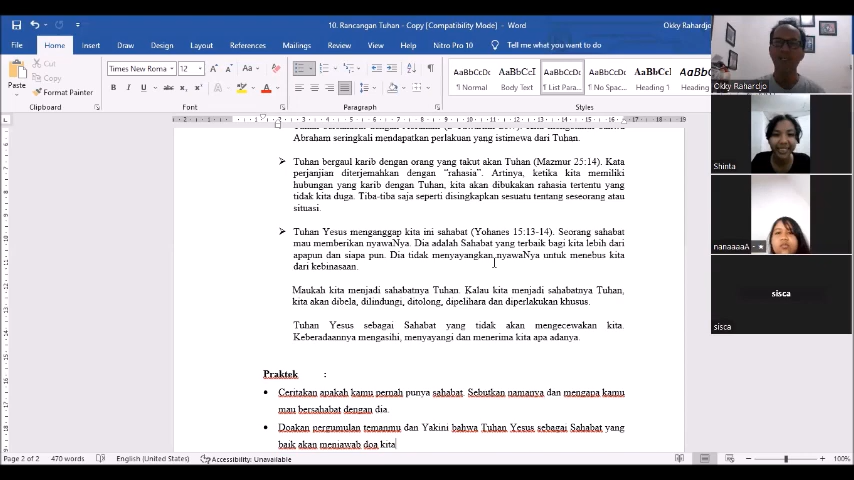 10. Rancangan Tuhan - Copy [Compatibility Mode] - Word
Okky Rahardjo
File Home Insert Draw Design Layout References Mailings Review View Help Nitro Pro 10 Tell me what you want to do
Cut
Copy
Paste
Format Painter
Times New Roma 12
Aa
B I U
AaBbCcDc AaBbCcI AaBbCcDc AaBbCcDc AaBbCcl AaBb
¶ Normal Body Text ¶ List Para... ¶ No Spac... Heading 1
Clipboard Font Paragraph Styles
Abraham seringkali mendapatkan perlakuan yang istimewa dari Tuhan.
Tuhan bergaul karib dengan orang yang takut akan Tuhan (Mazmur 25:14). Kata
perjanjian diterjemahkan dengan “rahasia”. Artinya, ketika kita memiliki
hubungan yang karib dengan Tuhan, kita akan dibukakan rahasia tertentu yang
tidak kita duga. Tiba-tiba saja seperti disingkapkan sesuatu tentang seseorang atau
situasi.
Tuhan Yesus menganggap kita ini sahabat (Yohanes 15:13-14). Seorang sahabat
mau memberikan nyawaNya. Dia adalah Sahabat yang terbaik bagi kita lebih dari
apapun dan siapa pun. Dia tidak menyayangkan nyawaNya untuk menebus kita
dari kebinasaan.
Maukah kita menjadi sahabatnya Tuhan. Kalau kita menjadi sahabatnya Tuhan,
kita akan dibela, dilindungi, ditolong, dipelihara dan diperlakukan khusus.
Tuhan Yesus sebagai Sahabat yang tidak akan mengecewakan kita.
Keberadaannya mengasihi, menyayangi dan menerima kita apa adanya.
Praktek :
Ceritakan apakah kamu pernah punya sahabat. Sebutkan namanya dan mengapa kamu
mau bersahabat dengan dia.
Doakan pergumulan temanmu dan Yakini bahwa Tuhan Yesus sebagai Sahabat yang
baik akan menjawab doa kita
Page 2 of 2 470 words English (United States) Accessibility: Unavailable 100%
Okky Rahardjo
Shinta
nanaaaaA
sisca
sisca